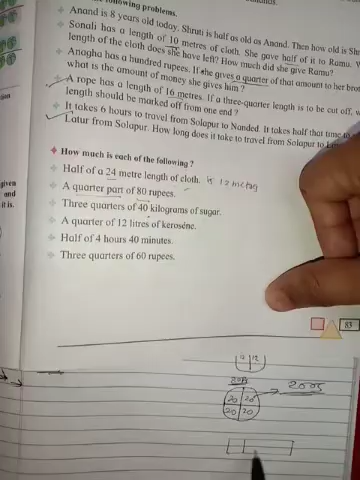 following problems.
Anand is 8 years old today. Shruti is half as old as Anand. Then how old is Shr
Sonali has a length of 10 metres of cloth. She gave half of it to Ramu. W
length of the cloth does she have left? How much did she give Ramu?
Anagha has a hundred rupees. If she gives a quarter of that amount to her brot
what is the amount of money she gives him ?
A rope has a length of 16 metres. If a three-quarter length is to be cut off, w
length should be marked off from one end ?
It takes 6 hours to travel from Solapur to Nanded. It takes half that time to
Latur from Solapur. How long does it take to travel from Solapur to
How much is each of the following ?
Half of a 24 metre length of cloth. is 12 metag
A quarter part of 80 rupees.
given
and
Three quarters of 40 kilograms of sugar.
it is.
A quarter of 12 litres of kerosene.
Half of 4 hours 40 minutes.
Three quarters of 60 rupees.
83
12
20 20
20 20